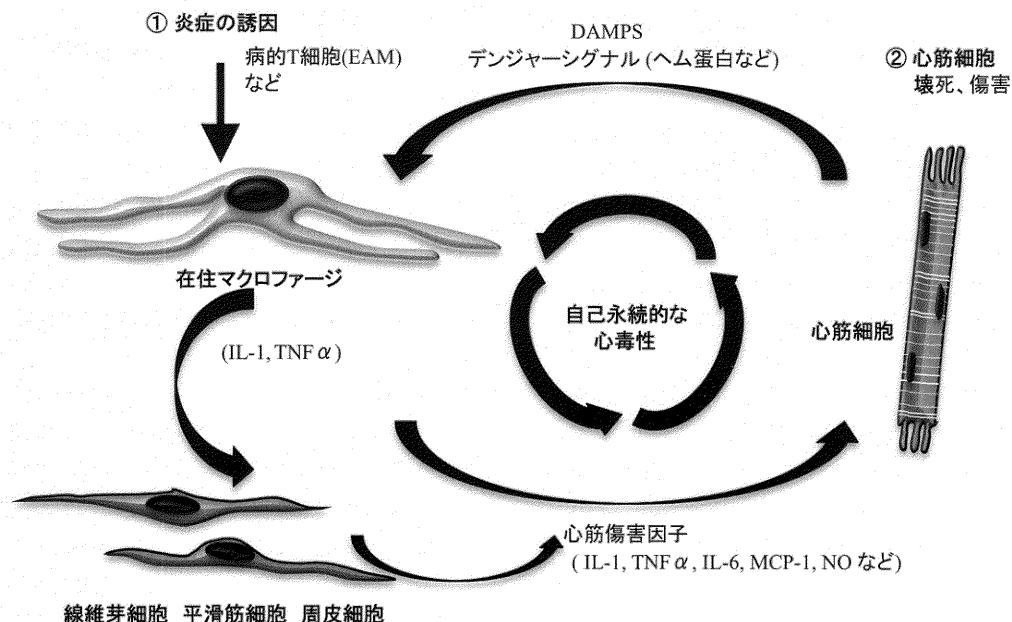 ① 炎症の誘因
病的T細胞(EAM)
など
DAMPS
デンジャーシグナル (ヘム蛋白など)
② 心筋細胞
壊死、傷害
在住マクロファージ
(IL-1, TNFα)
自己永続的な
心毒性
心筋細胞
心筋傷害因子
( IL-1, TNFα, IL-6, MCP-1, NO など)
線維芽細胞 平滑筋細胞 周皮細胞